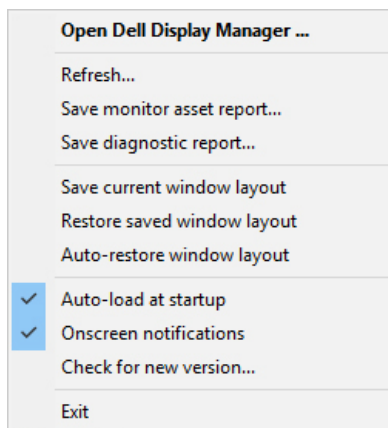 Open Dell Display Manager ...
Refresh...
Save monitor asset report...
Save diagnostic report...
Save current window layout
Restore saved window layout
Auto-restore window layout
Auto-load at startup
Onscreen notifications
Check for new version...
Exit